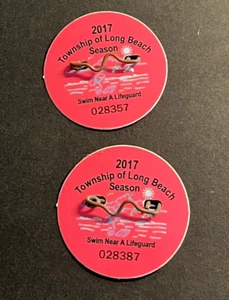 2017
Township of Long Beach
Season
Swim Near A Lifeguard
028357
2017
Township of Long Beach
Season
Swim Near A Lifeguard
028387